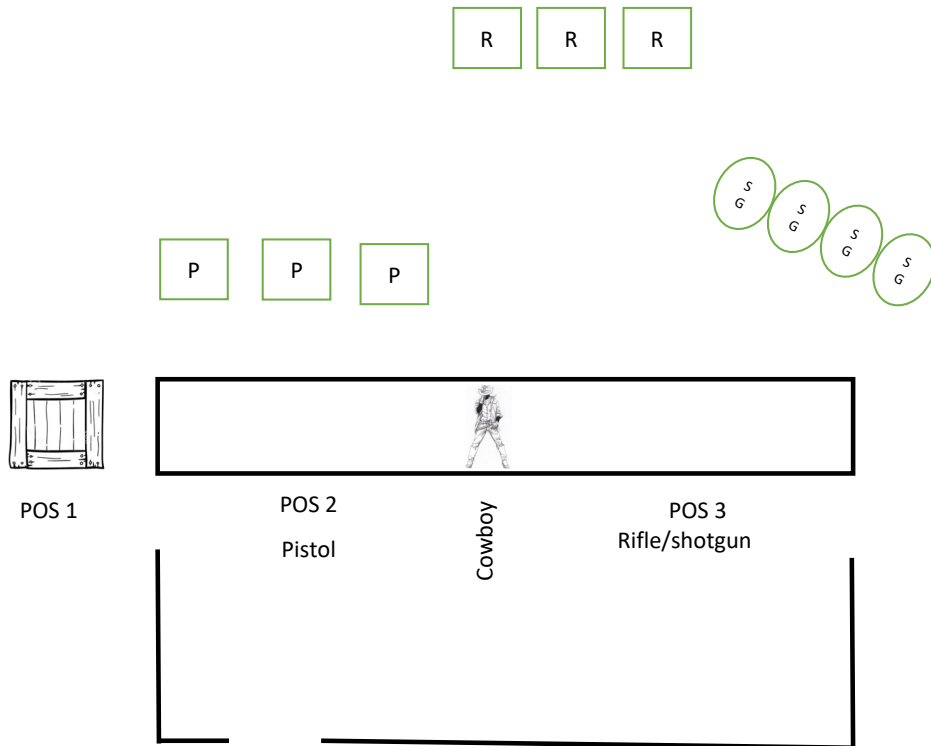 R R R
S
G
S
G
S
G
S
G
P P P
POS 1
POS 2
Pistol
Cowboy
POS 3
Rifle/shotgun